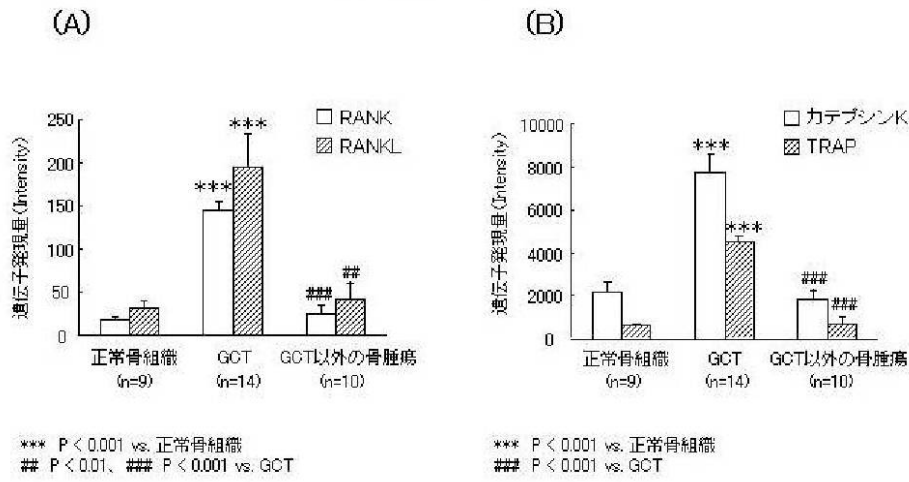 (A)
(B)
遺伝子発現量(Intensity)
250
200
150
100
50
0
RANK
RANKL
***
***
###
##
正常骨組織
(n=9)
GCT
(n=14)
GCT以外の骨腫瘍
(n=10)
*** P < 0.001 vs. 正常骨組織
## P < 0.01、 ### P < 0.001 vs. GCT
遺伝子発現量(Intensity)
10000
8000
6000
4000
2000
0
カテプシンK
TRAP
***
***
###
###
正常骨組織
(n=9)
GCT
(n=14)
GCT以外の骨腫瘍
(n=10)
*** P < 0.001 vs. 正常骨組織
### P < 0.001 vs. GCT